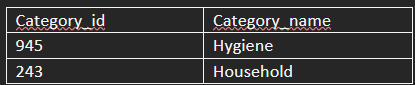 Category_id Category_name
945 Hygiene
243 Household